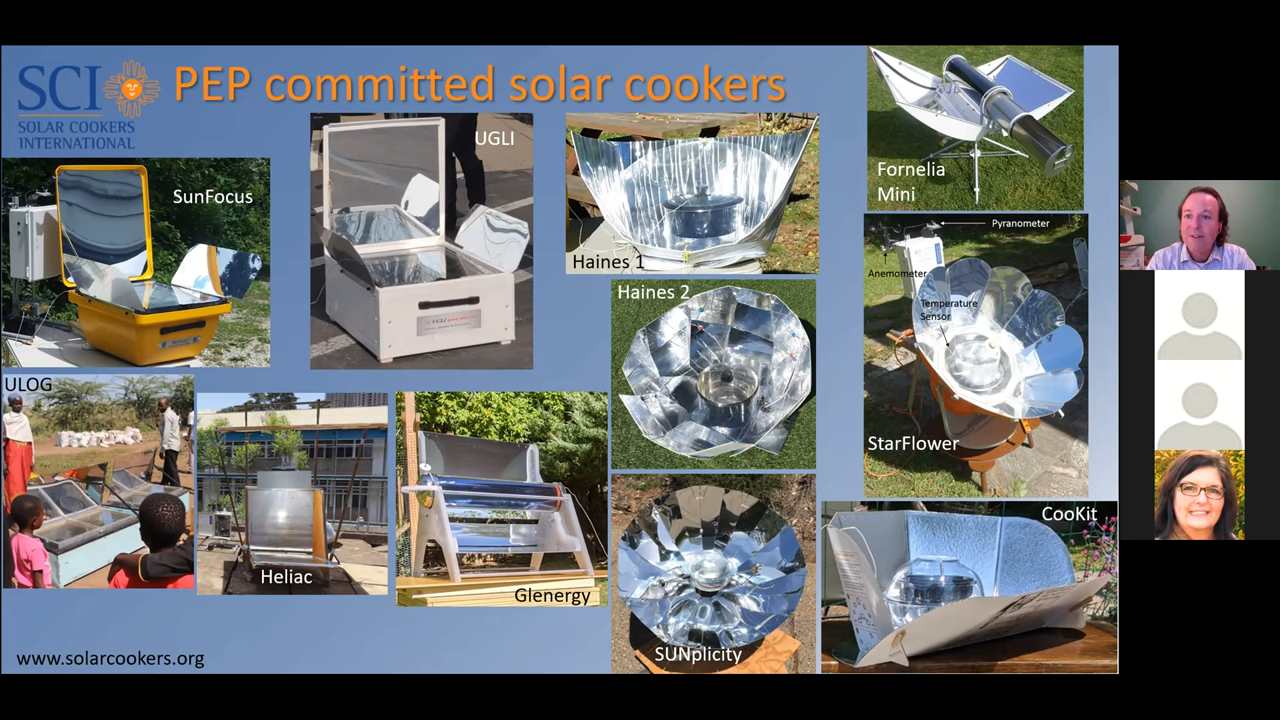 SCI
SOLAR COOKERS
INTERNATIONAL
PEP committed solar cookers
SunFocus
UGLI
Haines 1
Fornelia
Mini
Pyranometer
Anemometer
Temperature
Sensor
Haines 2
StarFlower
ULOG
Heliac
Glenergy
SUNplicity
CooKit
www.solarcookers.org